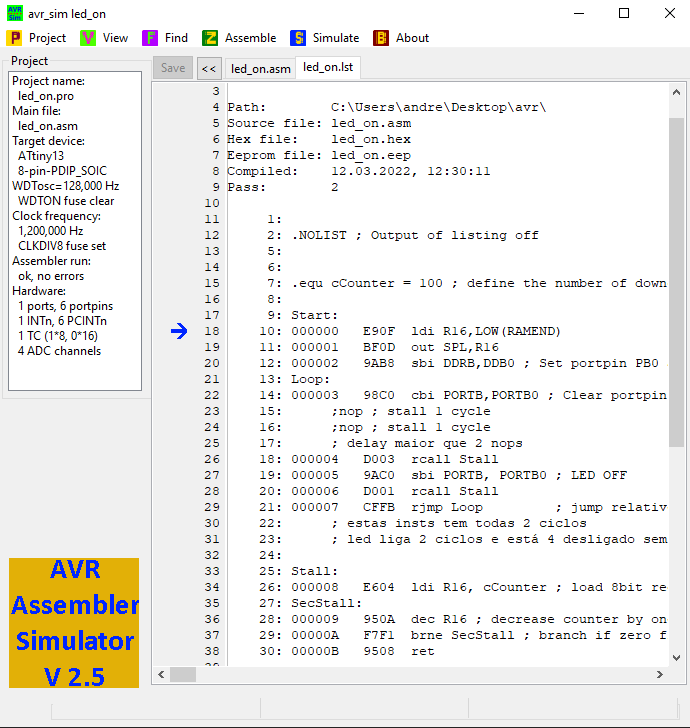 AVR Sim avr_sim led_on
P Project V View F Find Z Assemble S Simulate B About
Project
Project name:
led_on.pro
Main file:
led_on.asm
Target device:
ATtiny13
8-pin-PDIP_SOIC
WDTosc=128,000 Hz
WDTON fuse clear
Clock frequency:
1,200,000 Hz
CLKDIV8 fuse set
Assembler run:
ok, no errors
Hardware:
1 ports, 6 portpins
1 INTn, 6 PCINTn
1 TC (1*8, 0*16)
4 ADC channels
AVR
Assembler
Simulator
V 2.5
Save << led_on.asm led_on.lst
3
4 Path: C:\Users\andre\Desktop\avr\
5 Source file: led_on.asm
6 Hex file: led_on.hex
7 Eeprom file: led_on.eep
8 Compiled: 12.03.2022, 12:30:11
9 Pass: 2
10
11 1:
12 2: .NOLIST ; Output of listing off
13 5:
14 6:
15 7: .equ cCounter = 100 ; define the number of down
16 8:
17 9: Start:
18 10: 000000 E90F ldi R16,LOW(RAMEND)
19 11: 000001 BF0D out SPL,R16
20 12: 000002 9AB8 sbi DDRB,DDB0 ; Set portpin PB0
21 13: Loop:
22 14: 000003 98C0 cbi PORTB,PORTB0 ; Clear portpin
23 15: ;nop ; stall 1 cycle
24 16: ;nop ; stall 1 cycle
25 17: ; delay maior que 2 nops
26 18: 000004 D003 rcall Stall
27 19: 000005 9AC0 sbi PORTB, PORTB0 ; LED OFF
28 20: 000006 D001 rcall Stall
29 21: 000007 CFFB rjmp Loop ; jump relativ
30 22: ; estas insts tem todas 2 ciclos
31 23: ; led liga 2 ciclos e está 4 desligado sem
32 24:
33 25: Stall:
34 26: 000008 E604 ldi R16, cCounter ; load 8bit re
35 27: SecStall:
36 28: 000009 950A dec R16 ; decrease counter by on
37 29: 00000A F7F1 brne SecStall ; branch if zero f
38 30: 00000B 9508 ret